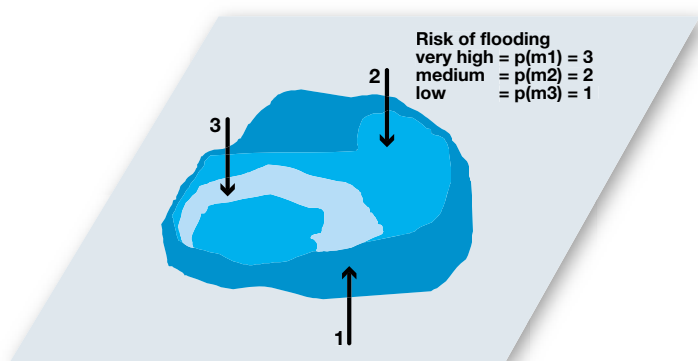 Risk of flooding
very high = p(m1) = 3
medium = p(m2) = 2
low = p(m3) = 1
2
3
1